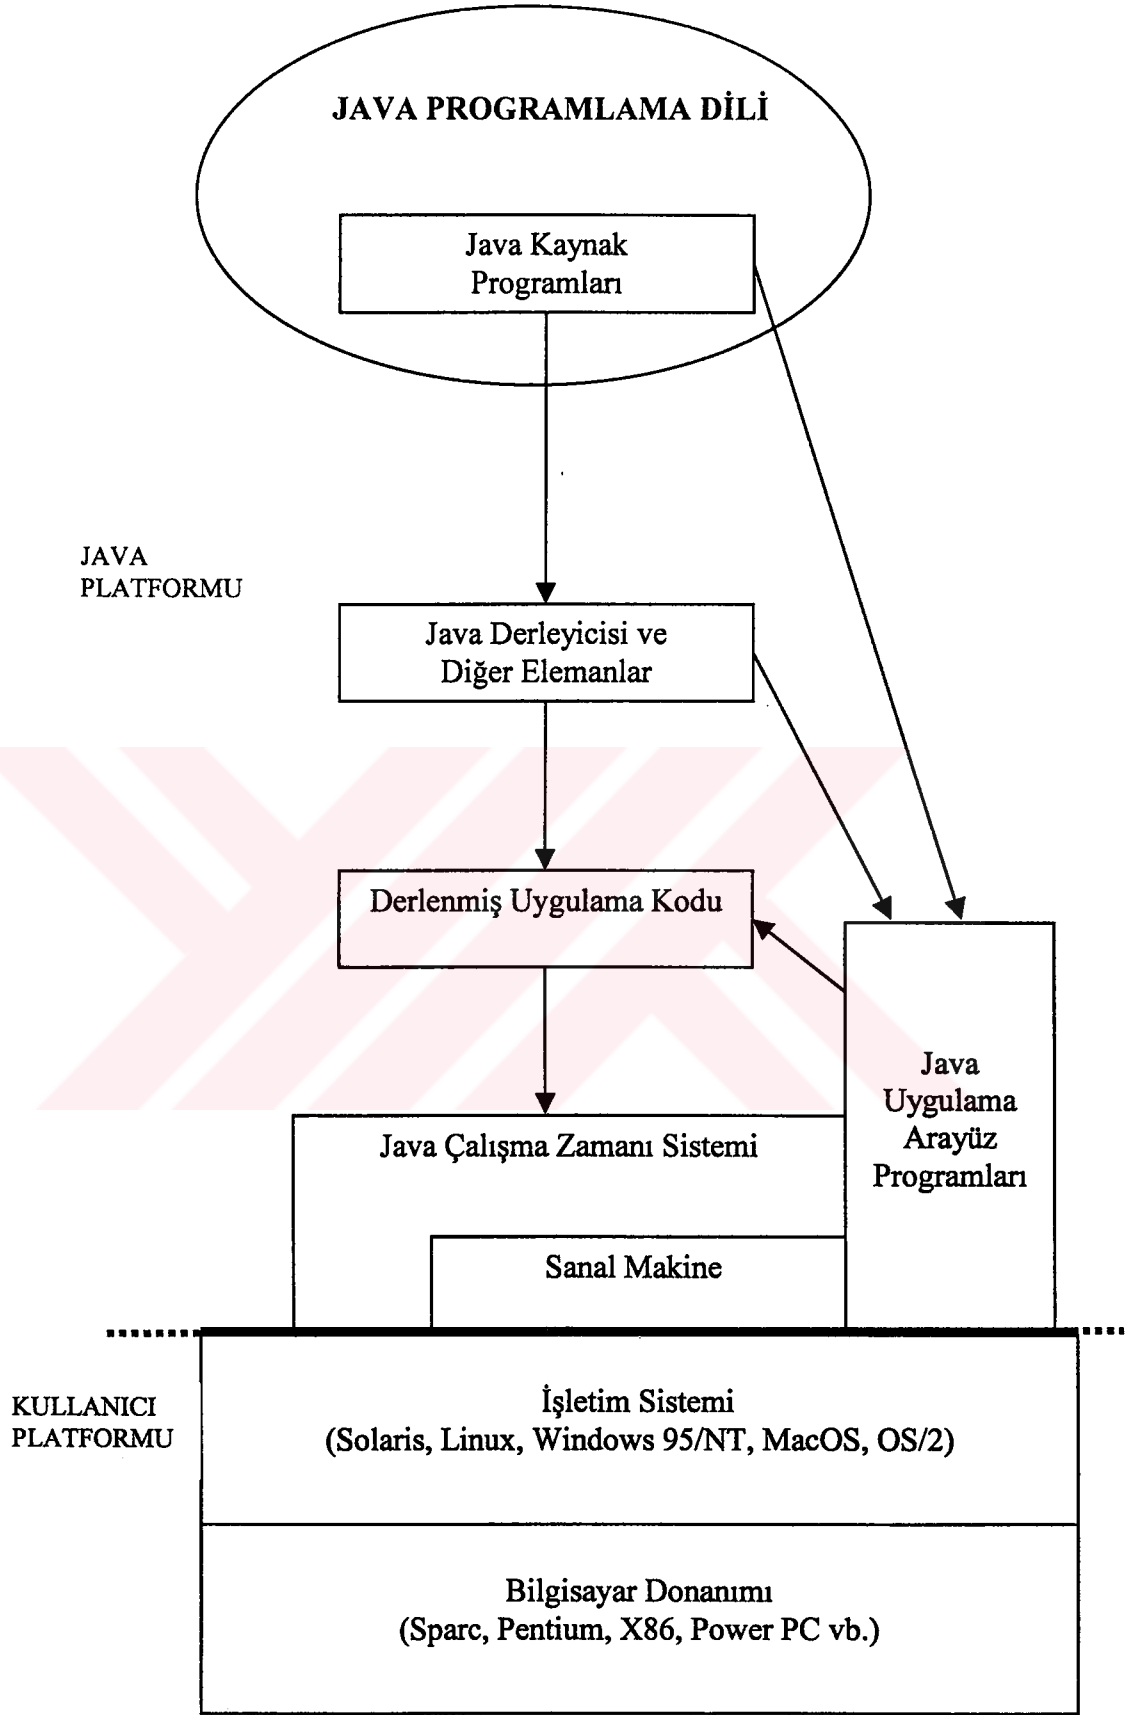 JAVA PROGRAMLAMA DİLİ
Java Kaynak
Programları
JAVA
PLATFORMU
Java Derleyicisi ve
Diğer Elemanlar
Derlenmiş Uygulama Kodu
Java
Uygulama
Arayüz
Programları
Java Çalışma Zamanı Sistemi
Sanal Makine
KULLANICI
PLATFORMU
İşletim Sistemi
(Solaris, Linux, Windows 95/NT, MacOS, OS/2)
Bilgisayar Donanımı
(Sparc, Pentium, X86, Power PC vb.)